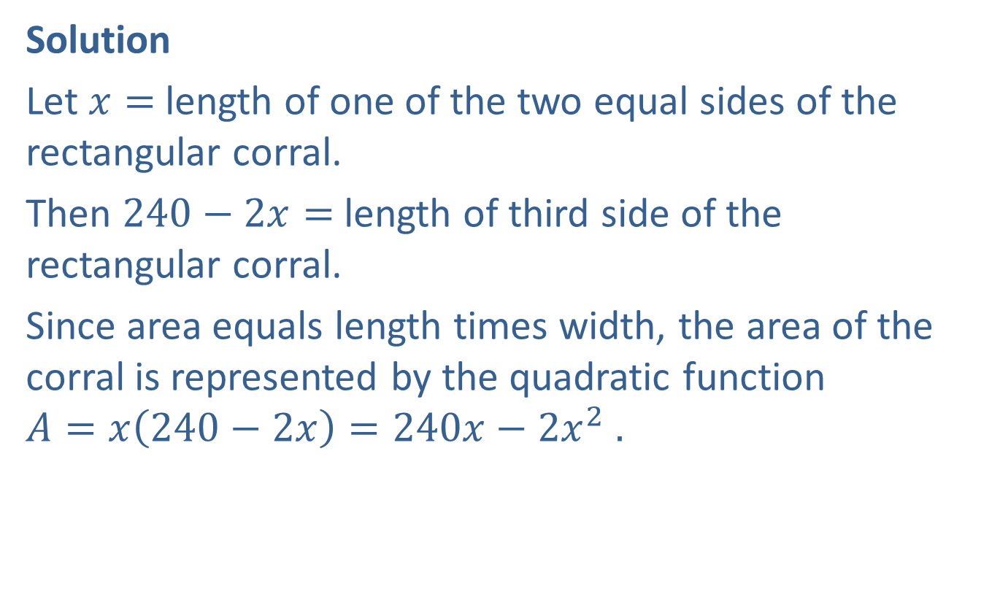 Solution
Let 𝑥 = length of one of the two equal sides of the
rectangular corral.
Then 240 − 2𝑥 = length of third side of the
rectangular corral.
Since area equals length times width, the area of the
corral is represented by the quadratic function
𝐴 = 𝑥(240 − 2𝑥) = 240𝑥 − 2𝑥² .